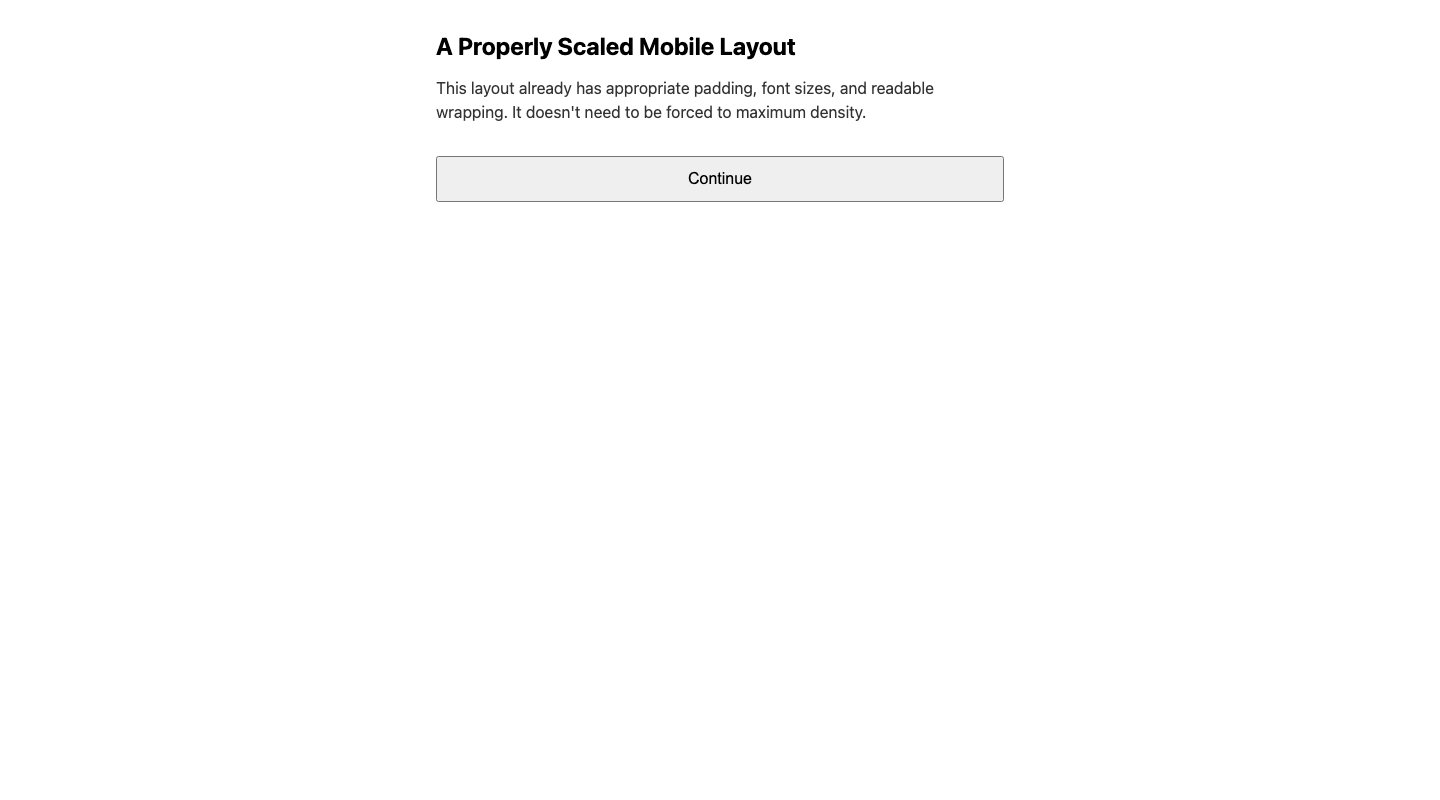 A Properly Scaled Mobile Layout
This layout already has appropriate padding, font sizes, and readable
wrapping. It doesn't need to be forced to maximum density.
Continue